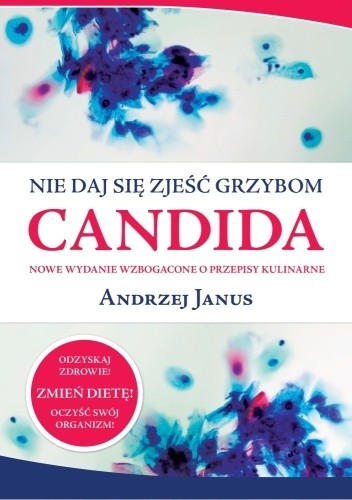 NIE DAJ SIĘ ZJEŚĆ GRZYBOM
CANDIDA
NOWE WYDANIE WZBOGACONE O PRZEPISY KULINARNE
ANDRZEJ JANUS
ODZYSKAJ
ZDROWIE!
ZMIEŃ DIETĘ!
OCZYŚĆ SWÓJ
ORGANIZM!